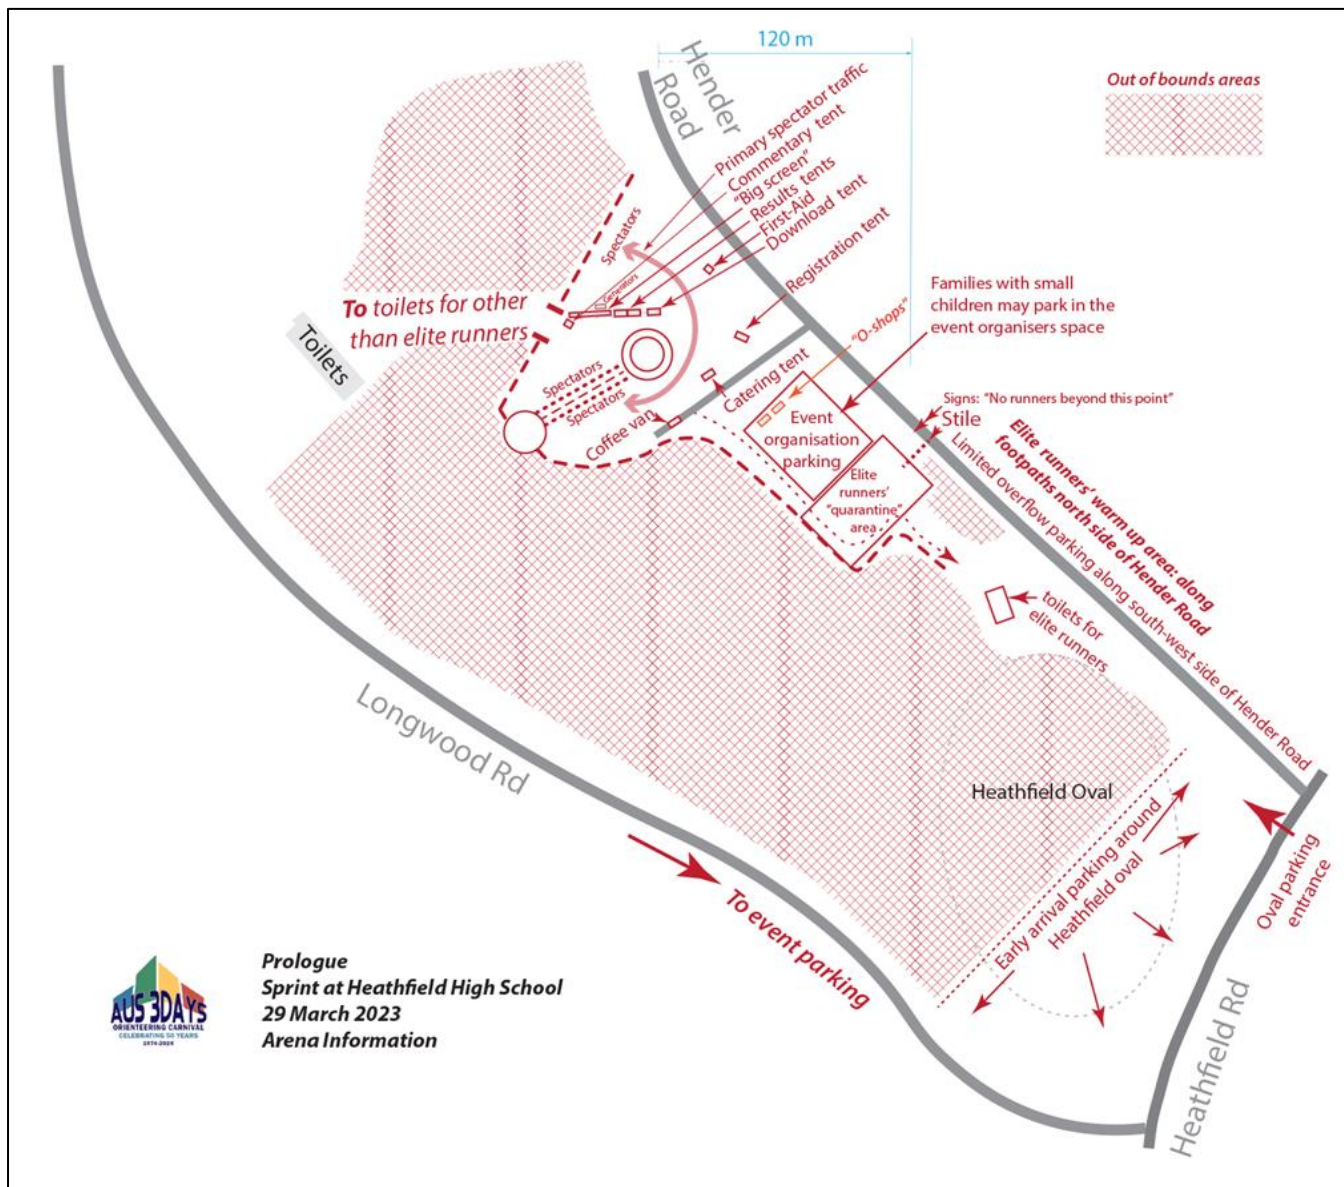 120 m
Hender
Road
Out of bounds areas
Primary spectator traffic
Commentary tent
"Big screen"
Results tents
First-Aid
Download tent
Registration tent
Spectators
Generators
To toilets for other
than elite runners
Toilets
Families with small
children may park in the
event organisers space
"O-shops"
Spectators
Spectators
Coffee van
Catering tent
Event
organisation
parking
Elite
runners'
"quarantine"
area
Signs: "No runners beyond this point"
Stile
Elite runners' warm up area: along
footpaths north side of Hender Road
Limited overflow parking along south-west side of Hender Road
toilets for
elite runners
Longwood Rd
Heathfield Oval
Early arrival parking around
Heathfield oval
Oval parking
entrance
To event parking
Heathfield Rd
AUS 3DAYS
ORIENTEERING CARNIVAL
CELEBRATING 50 YEARS
1974-2024
Prologue
Sprint at Heathfield High School
29 March 2023
Arena Information